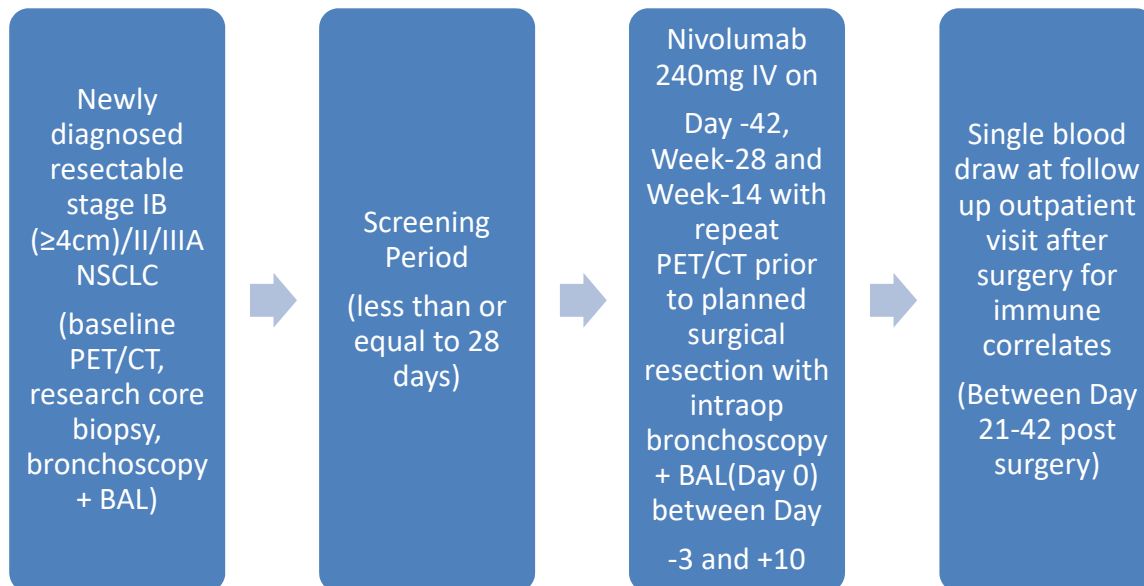 Newly
diagnosed
resectable
stage IB
(≥4cm)/II/IIIA
NSCLC
(baseline
PET/CT,
research core
biopsy,
bronchoscopy
+ BAL)
Screening
Period
(less than or
equal to 28
days)
Nivolumab
240mg IV on
Day -42,
Week-28 and
Week-14 with
repeat
PET/CT prior
to planned
surgical
resection with
intraop
bronchoscopy
+ BAL(Day 0)
between Day
-3 and +10
Single blood
draw at follow
up outpatient
visit after
surgery for
immune
correlates
(Between Day
21-42 post
surgery)